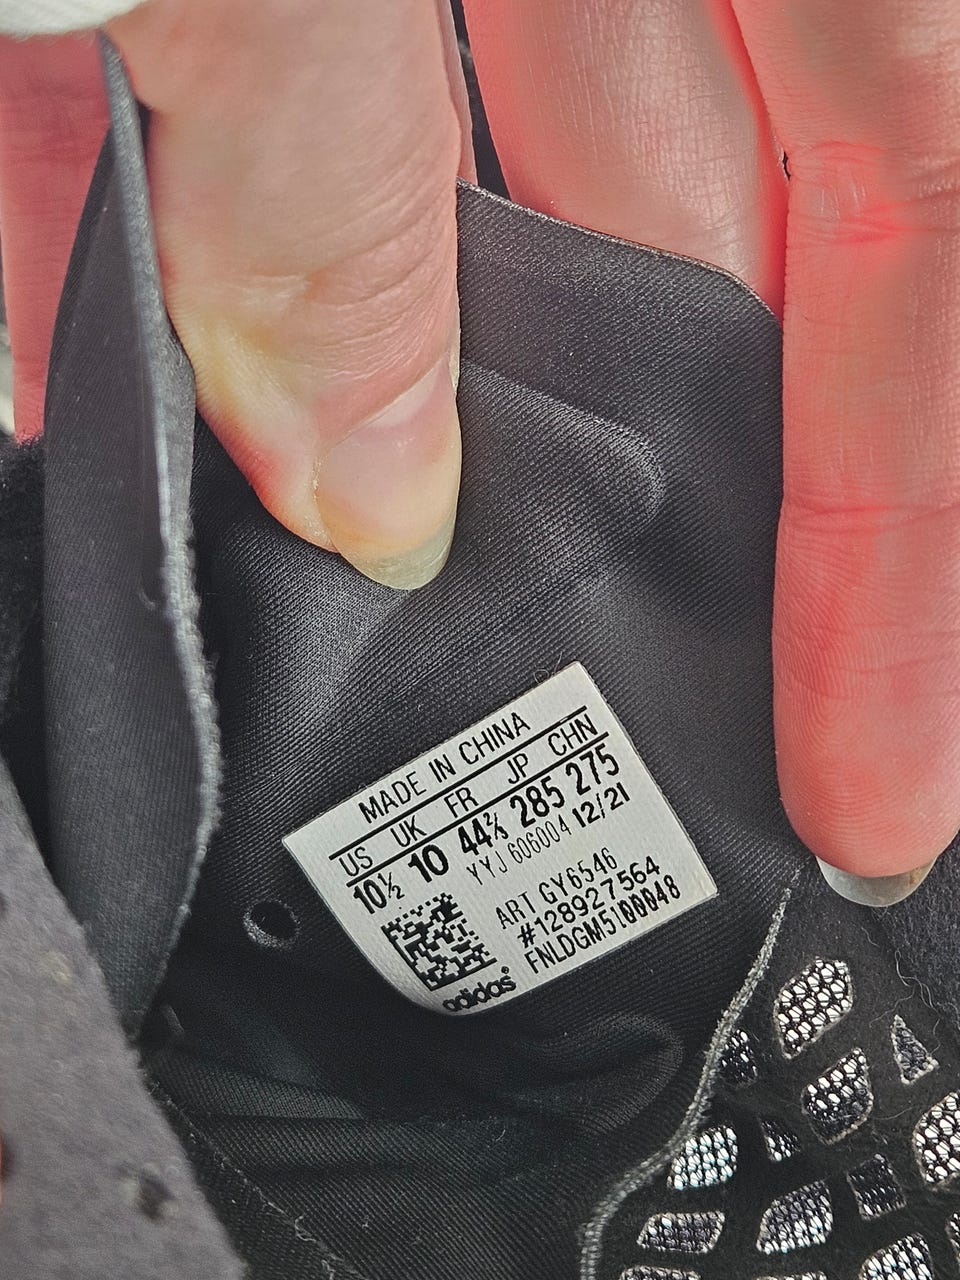 MADE IN CHINA
US UK FR JP CHN
10½ 10 44⅔ 285 275
YYJ 606004 12/21
ART GY6546
#128927564
FNLDGM5100048
adidas®